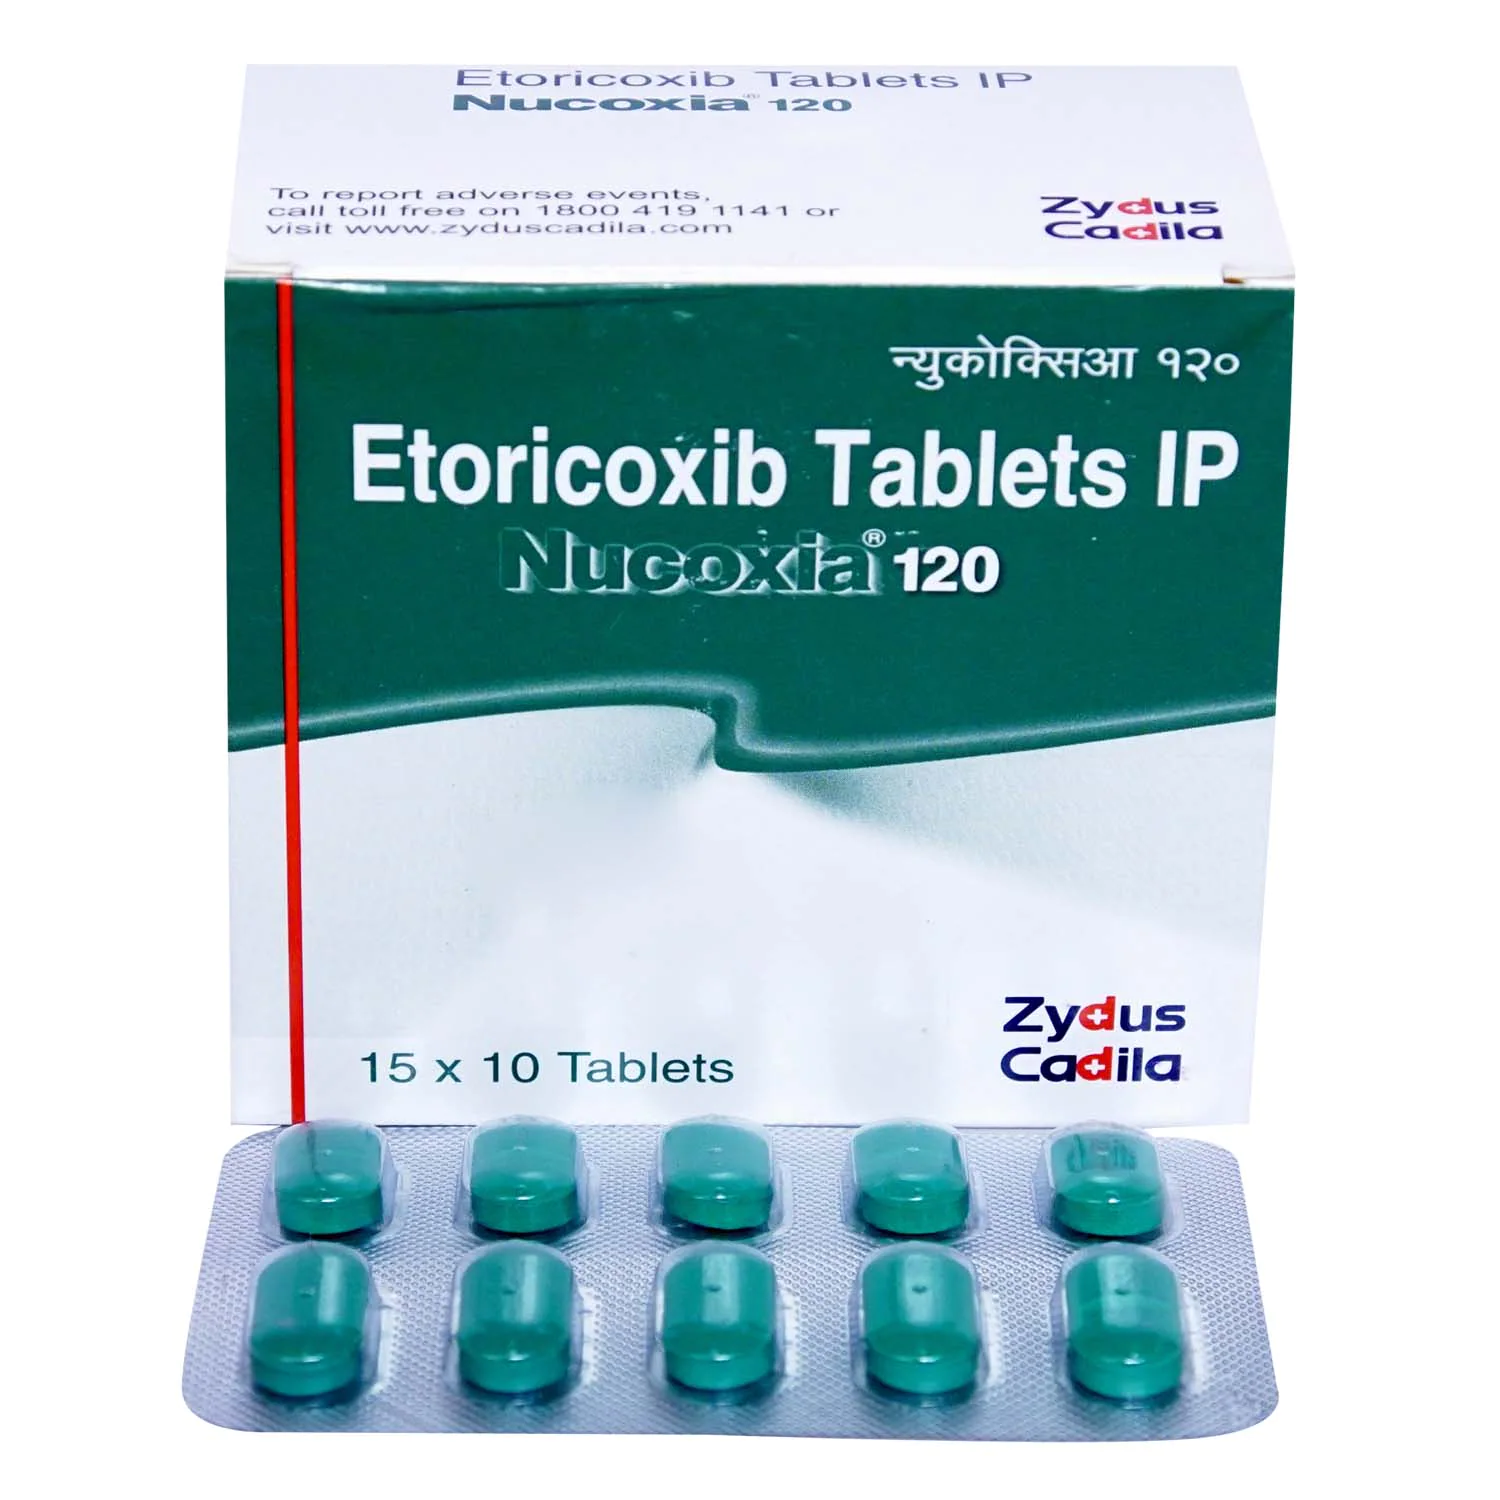 Etoricoxib Tablets IP
Nucoxia® 120
To report adverse events,
call toll free on 1800 419 1141 or
visit www.zyduscadila.com
Zydus
Cadila
न्युकोक्सिआ १२०
Etoricoxib Tablets IP
Nucoxia® 120
15 x 10 Tablets
Zydus
Cadila